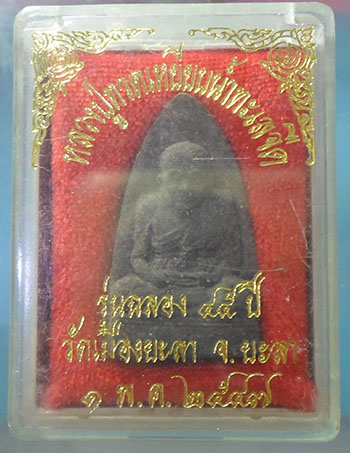 หลวงปู่ทวดเหยียบน้ำทะเลจืด
รุ่นฉลอง ๔๕ ปี
วัดเมืองยะลา จ.ยะลา
๑ พ.ค.๒๕๔๗